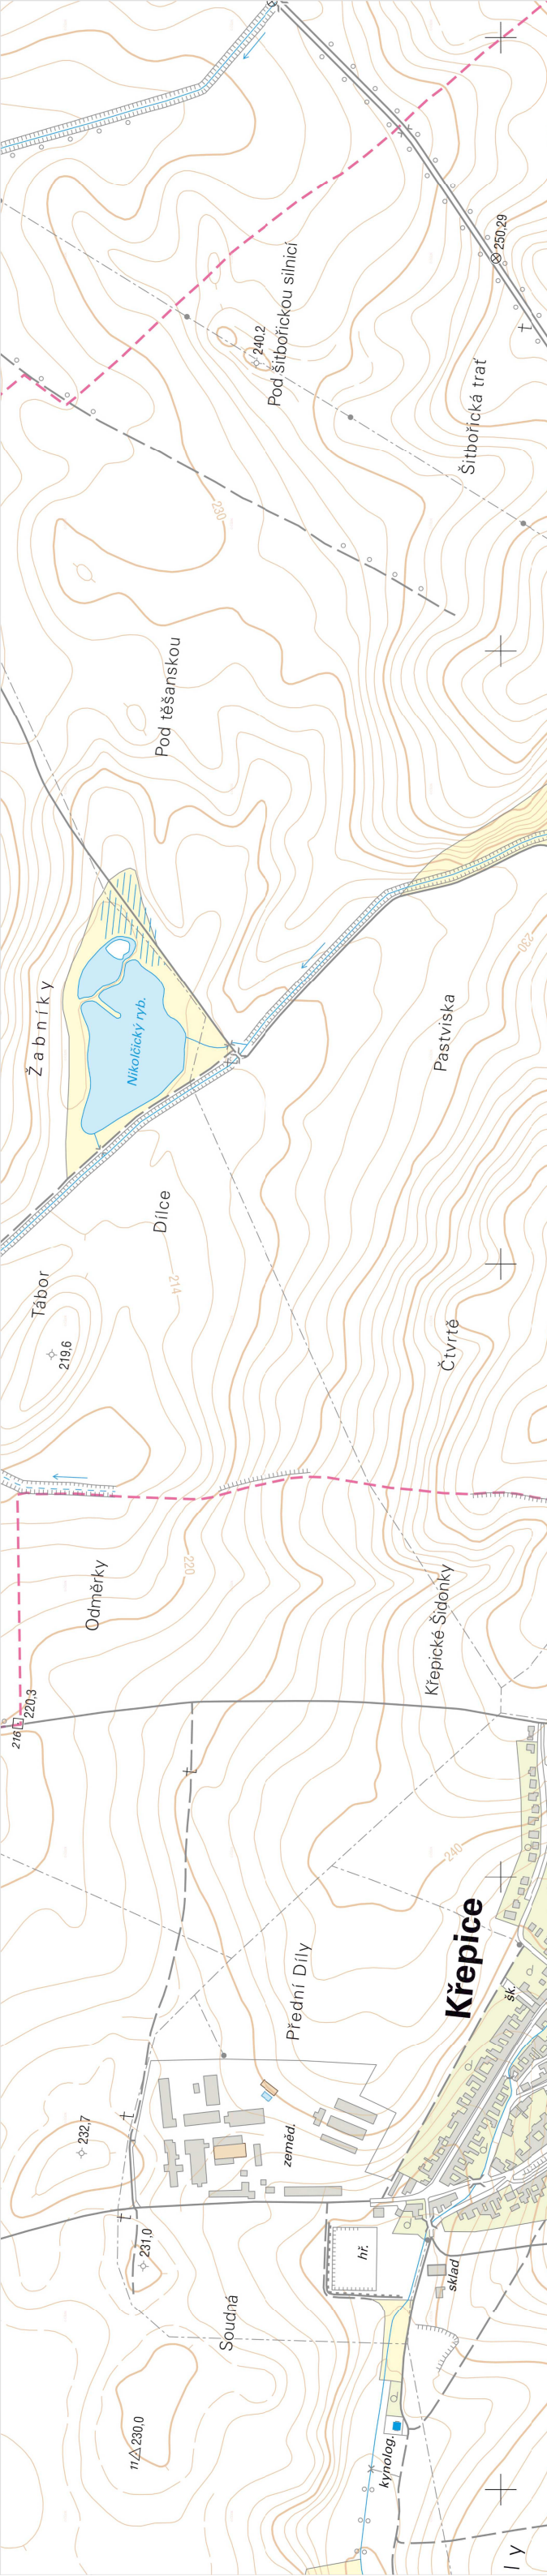 250,29
240,2
Pod šitbořickou silnicí
Šitbořická trať
230
Pod těšanskou
230
Žabníky
Nikolčický ryb.
Pastviska
Dílce
214
Tábor
219,6
Čtvrtě
220
Odměrky
Křepické Šidonky
220,3
216
240
Křepice
šk.
Přední Díly
232,7
zeměd.
231,0
hř.
sklad
Soudná
11 230,0
kynolog.
l y